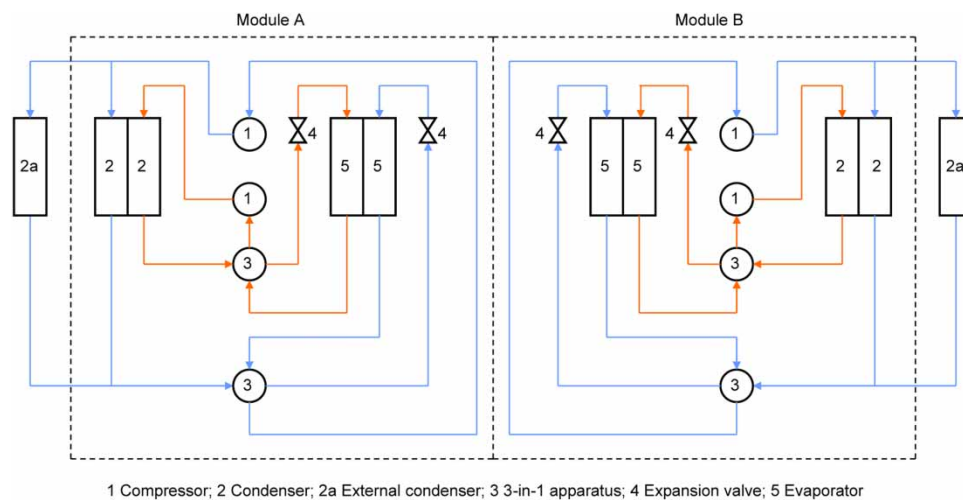 Module A Module B
1 1
4 4 4 4
2a 2 2 5 5 5 5 2 2 2a
1 1
3 3
3 3
1 Compressor; 2 Condenser; 2a External condenser; 3 3-in-1 apparatus; 4 Expansion valve; 5 Evaporator